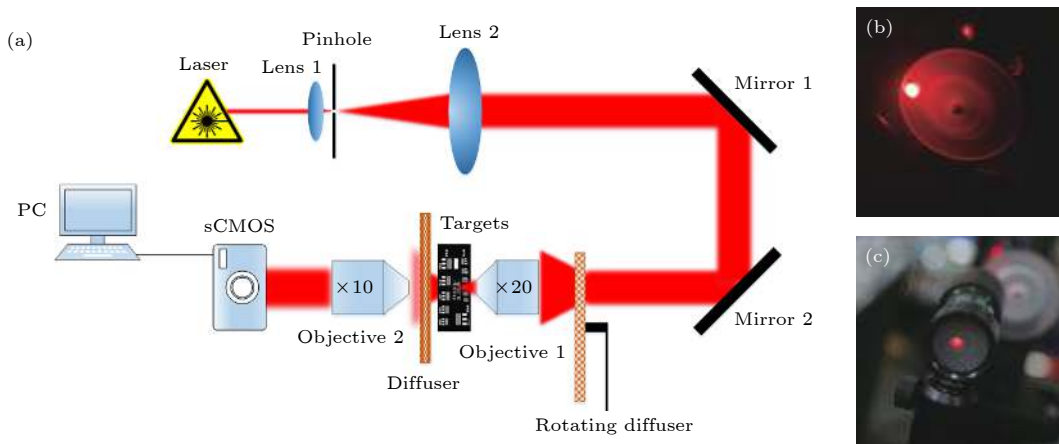 (a)
Laser
Lens 1
Pinhole
Lens 2
Mirror 1
PC
sCMOS
×10
Objective 2
Diffuser
Targets
×20
Objective 1
Rotating diffuser
Mirror 2
(b)
(c)